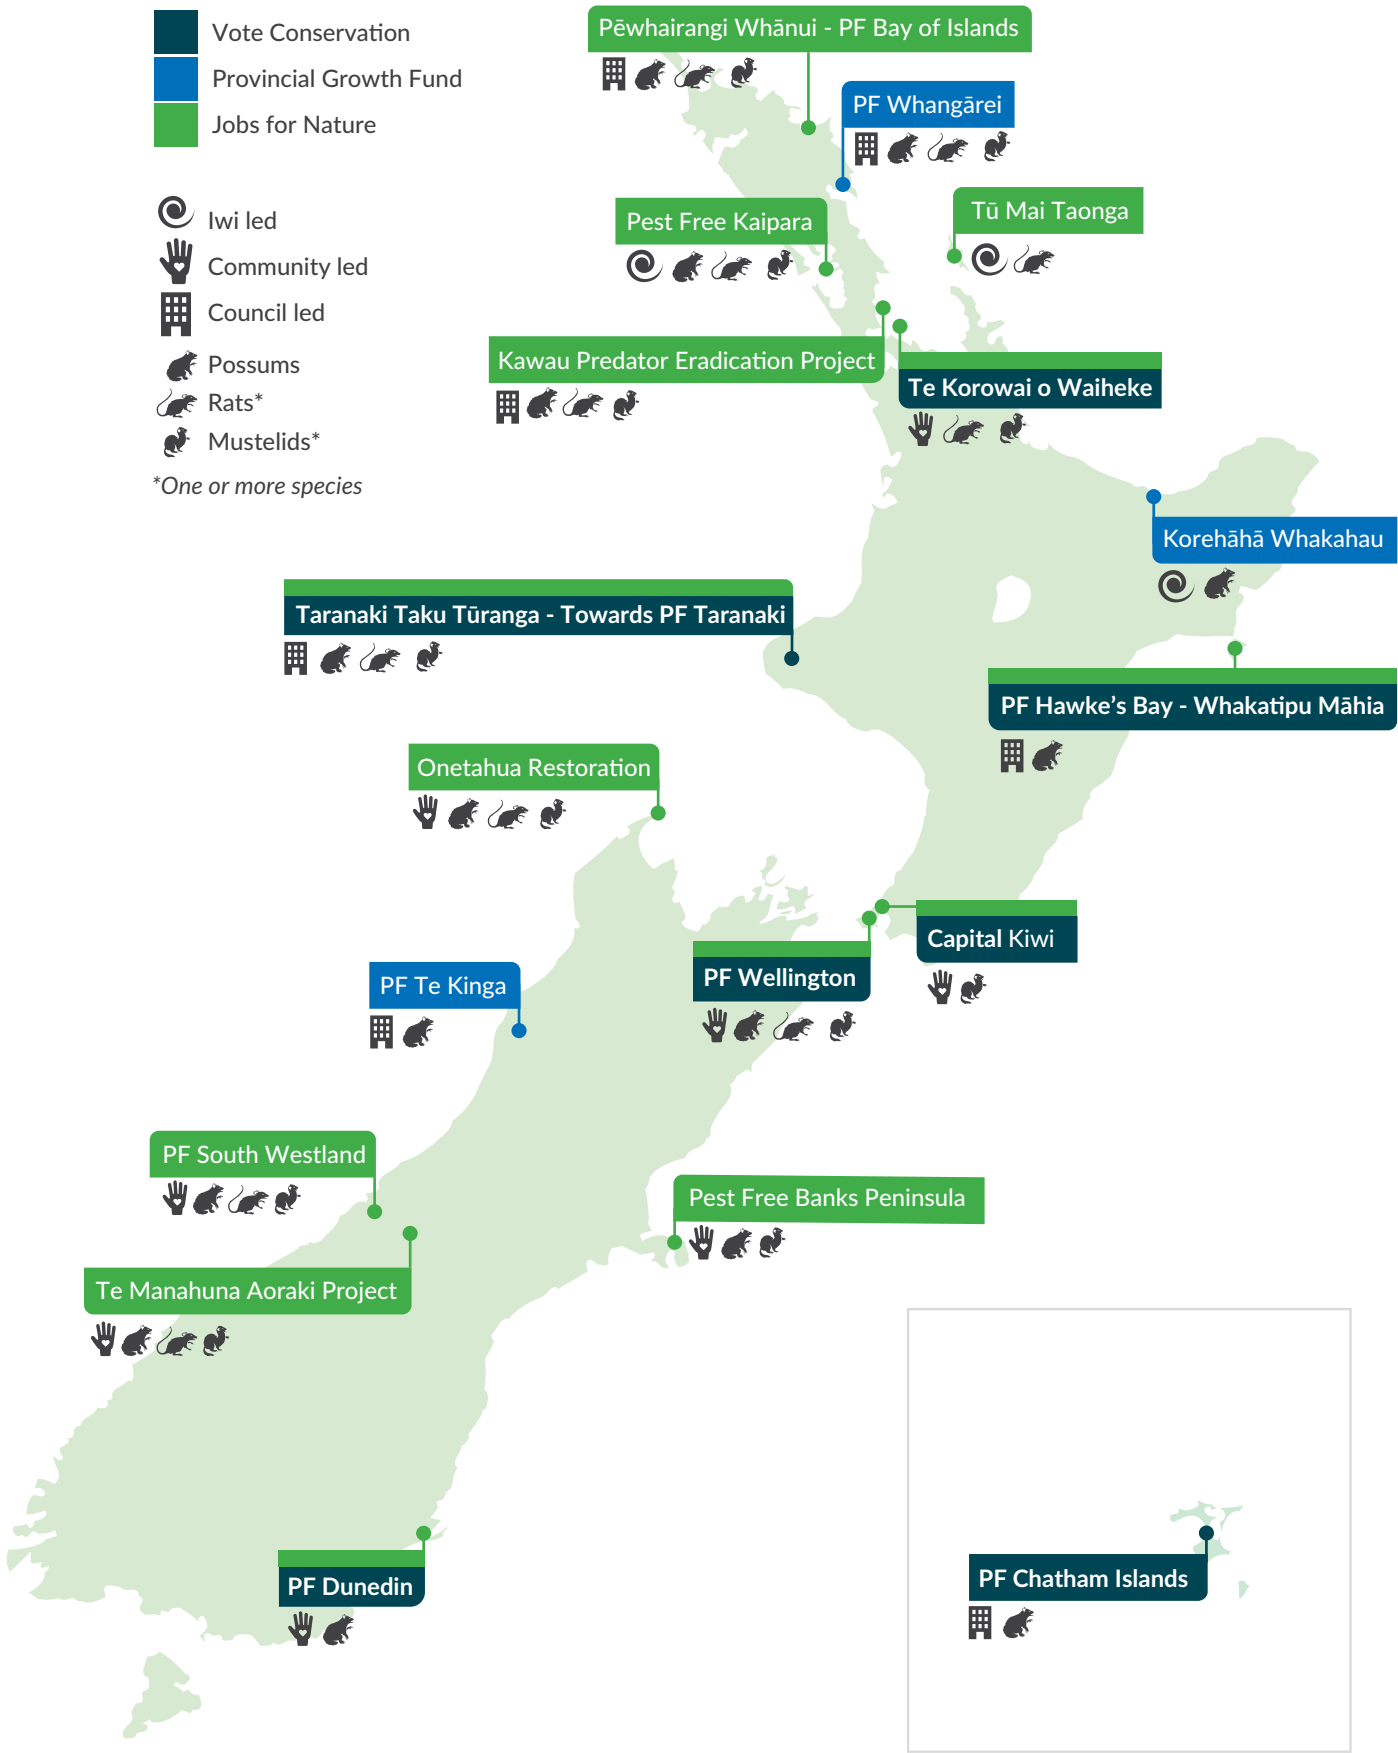 Vote Conservation
Provincial Growth Fund
Jobs for Nature
Iwi led
Community led
Council led
Possums
Rats*
Mustelids*
*One or more species
Pēwhairangi Whānui - PF Bay of Islands
PF Whangārei
Pest Free Kaipara
Tū Mai Taonga
Kawau Predator Eradication Project
Te Korowai o Waiheke
Korehāhā Whakahau
Taranaki Taku Tūranga - Towards PF Taranaki
PF Hawke's Bay - Whakatipu Māhia
Onetahua Restoration
Capital Kiwi
PF Wellington
PF Te Kinga
PF South Westland
Pest Free Banks Peninsula
Te Manahuna Aoraki Project
PF Dunedin
PF Chatham Islands